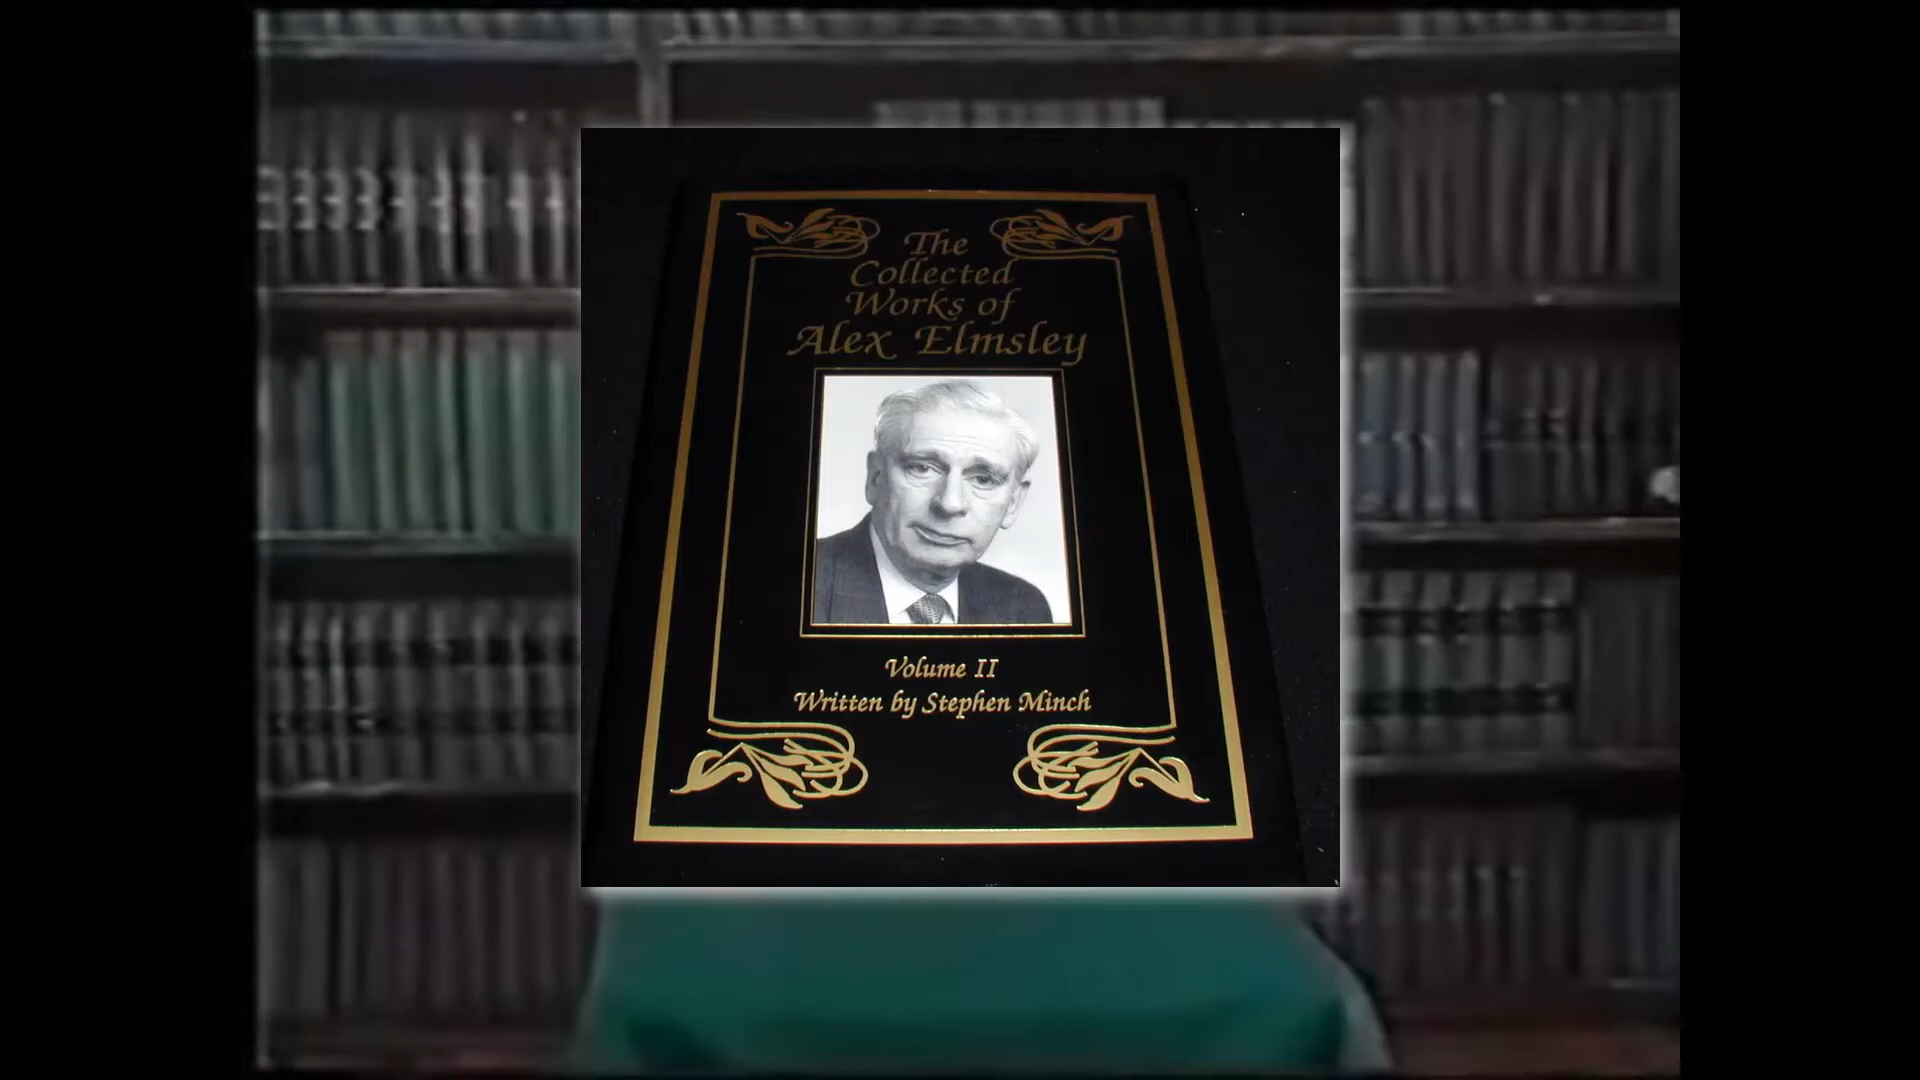 The
Collected
Works of
Alex Elmsley
Volume II
Written by Stephen Minch